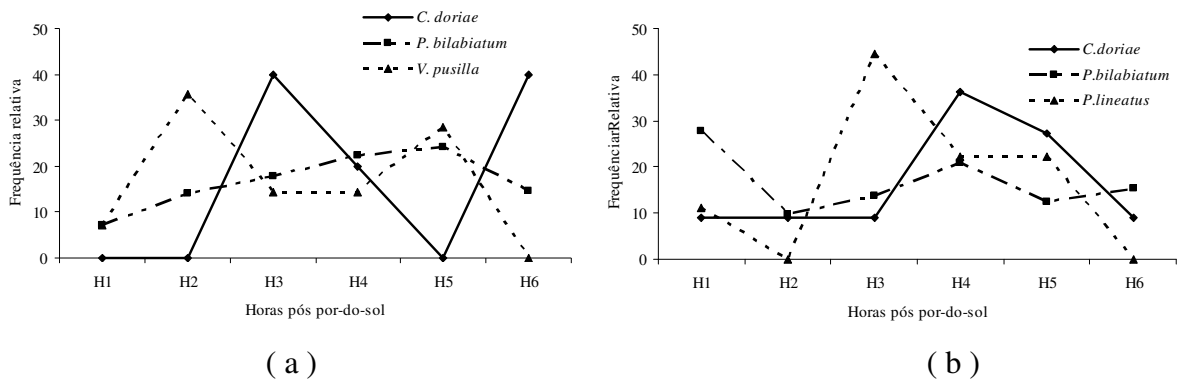 50
40
30
20
10
0
Frequência relativa
C. doriae
P. bilabiatum
V. pusilla
H1 H2 H3 H4 H5 H6
Horas pós por-do-sol
( a )
50
40
30
20
10
0
FrequênciarRelativa
C.doriae
P.bilabiatum
P.lineatus
H1 H2 H3 H4 H5 H6
Horas pós por-do-sol
( b )